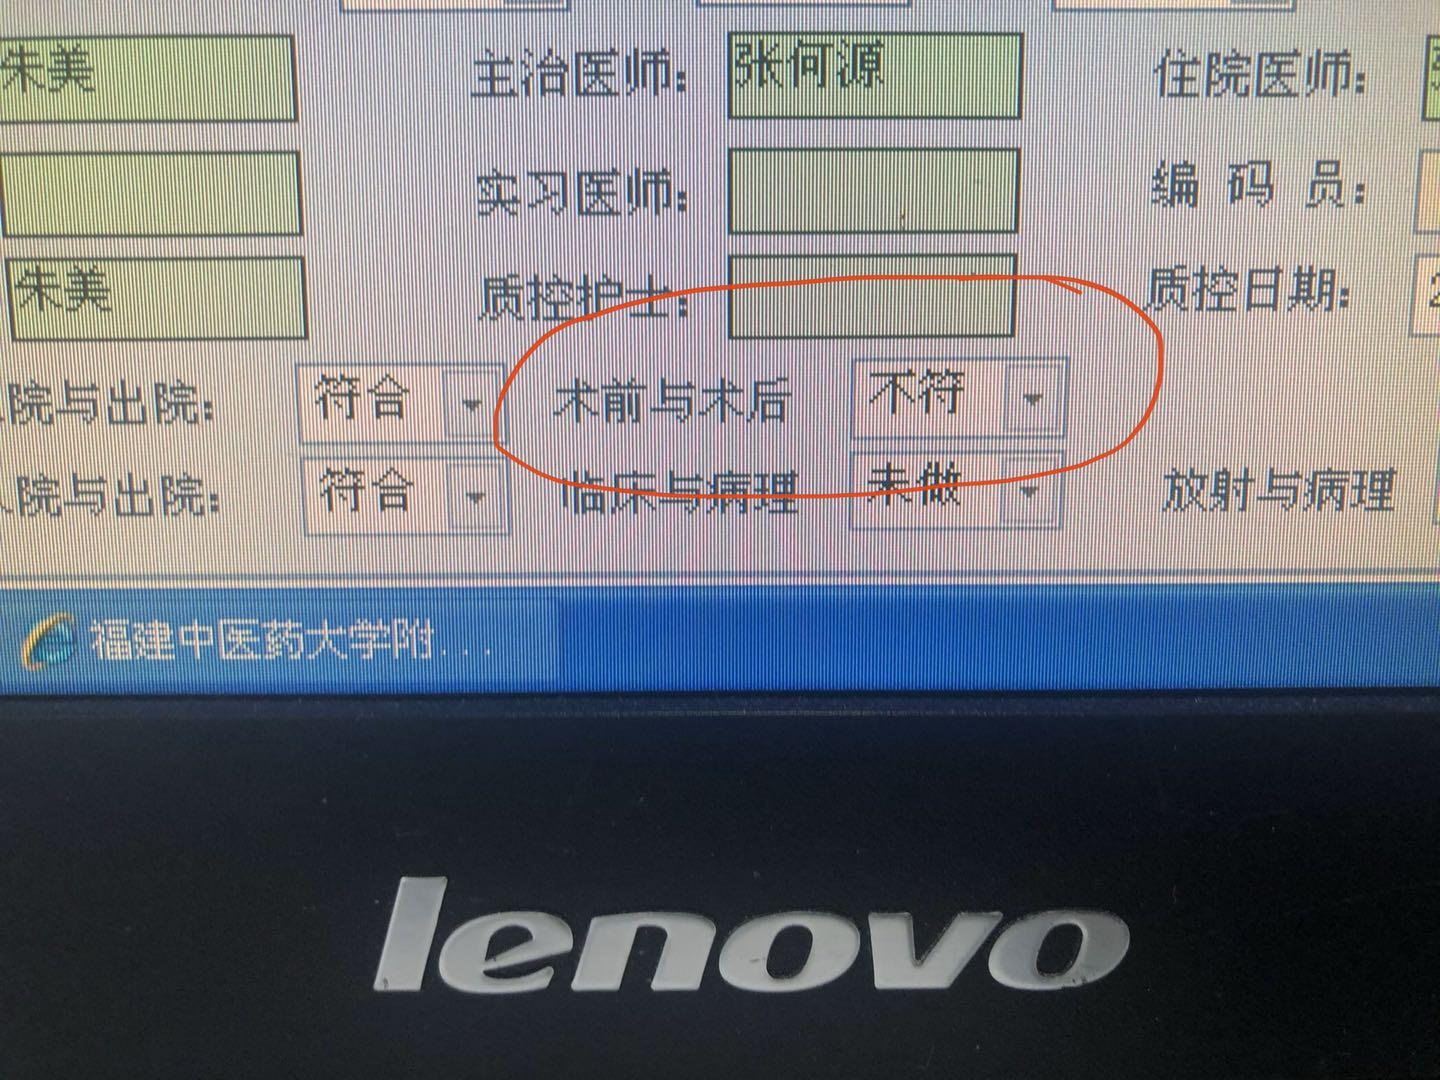 朱美 主治医师: 张何源 住院医师:
实习医师: 编 码 员:
朱美 质控护士: 质控日期: 2
院与出院: 符合 术前与术后 不符
院与出院: 符合 临床与病理 未做 放射与病理
福建中医药大学附...
lenovo